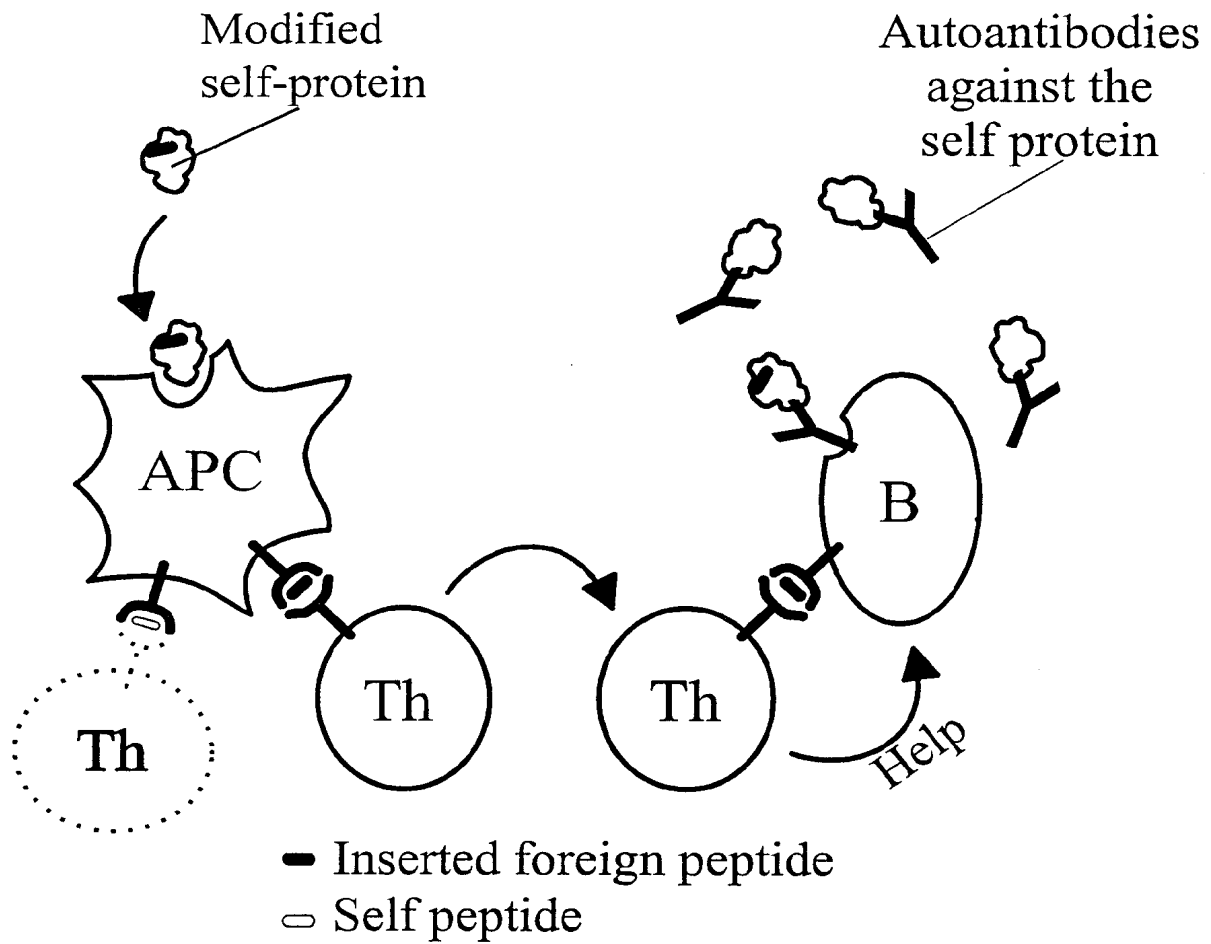 Modified
self-protein
Autoantibodies
against the
self protein
APC
B
Th
Th
Th
Help
Inserted foreign peptide
Self peptide